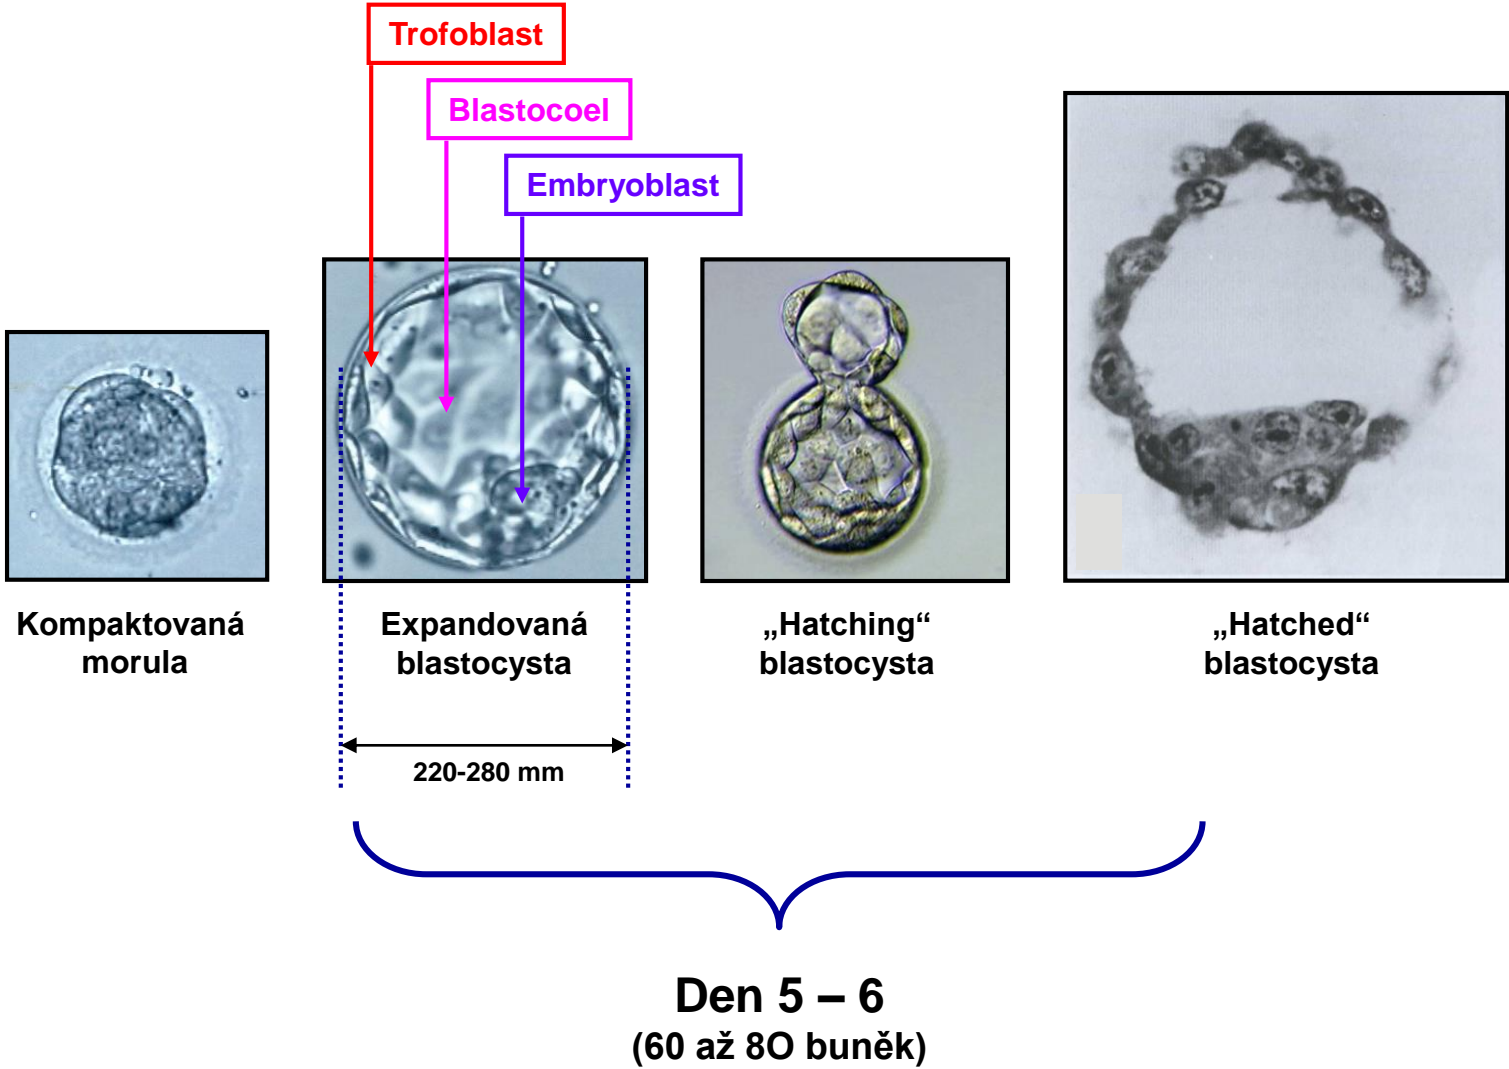 Trofoblast
Blastocoel
Embryoblast
Kompaktovaná
morula
Expandovaná
blastocysta
„Hatching“
blastocysta
„Hatched“
blastocysta
220-280 mm
Den 5 – 6
(60 až 8O buněk)